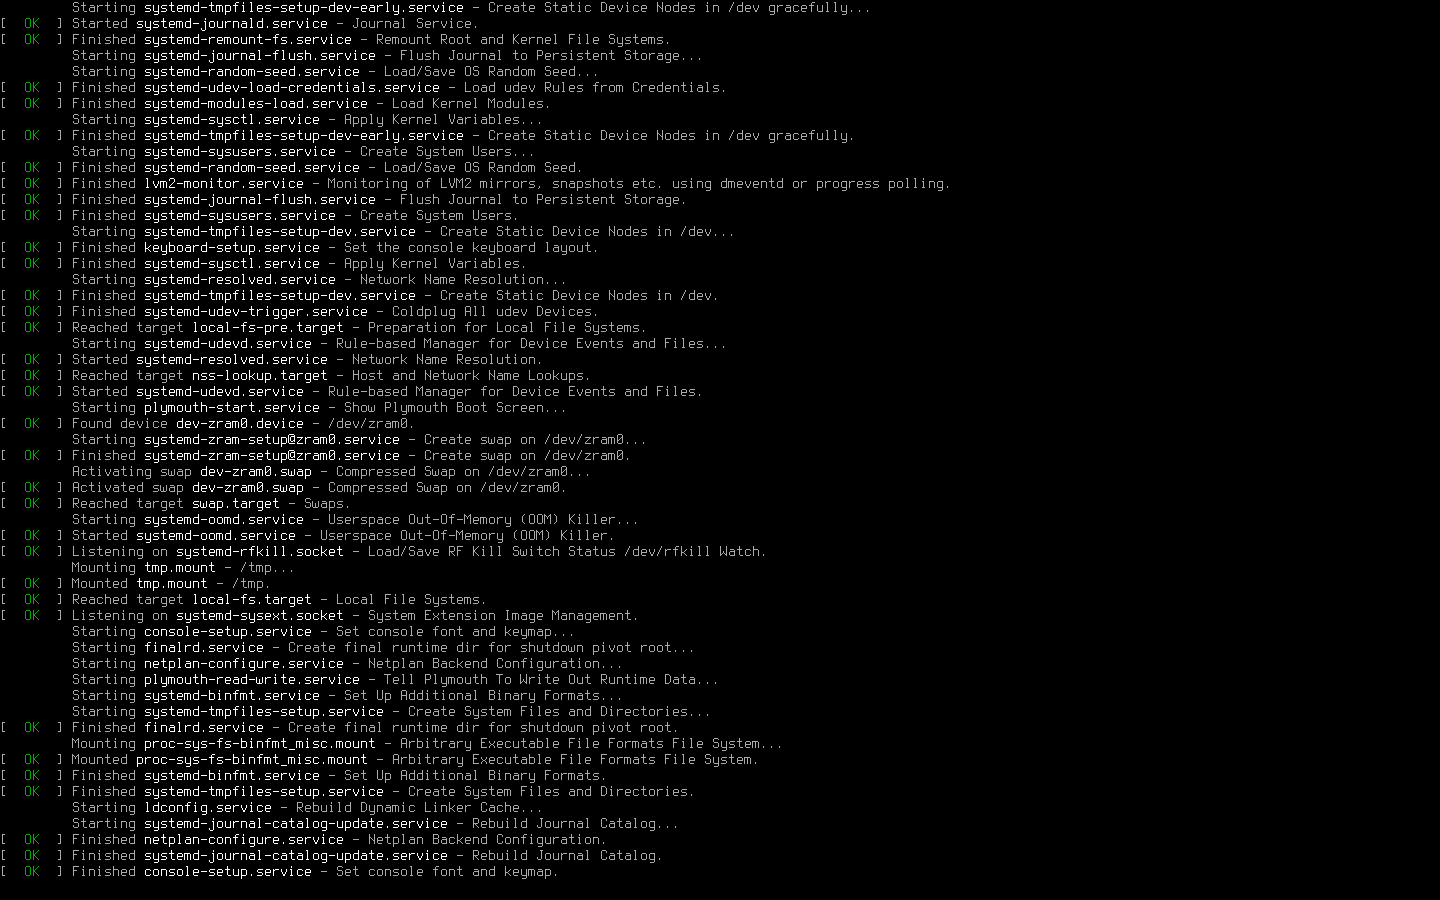 Starting systemd-tmpfiles-setup-dev-early.service - Create Static Device Nodes in /dev gracefully...
[  OK  ] Started systemd-journald.service - Journal Service.
[  OK  ] Finished systemd-remount-fs.service - Remount Root and Kernel File Systems.
Starting systemd-journal-flush.service - Flush Journal to Persistent Storage...
Starting systemd-random-seed.service - Load/Save OS Random Seed...
[  OK  ] Finished systemd-udev-load-credentials.service - Load udev Rules from Credentials.
[  OK  ] Finished systemd-modules-load.service - Load Kernel Modules.
Starting systemd-sysctl.service - Apply Kernel Variables...
[  OK  ] Finished systemd-tmpfiles-setup-dev-early.service - Create Static Device Nodes in /dev gracefully.
Starting systemd-sysusers.service - Create System Users...
[  OK  ] Finished systemd-random-seed.service - Load/Save OS Random Seed.
[  OK  ] Finished lvm2-monitor.service - Monitoring of LVM2 mirrors, snapshots etc. using dmeventd or progress polling.
[  OK  ] Finished systemd-journal-flush.service - Flush Journal to Persistent Storage.
[  OK  ] Finished systemd-sysusers.service - Create System Users.
Starting systemd-tmpfiles-setup-dev.service - Create Static Device Nodes in /dev...
[  OK  ] Finished keyboard-setup.service - Set the console keyboard layout.
[  OK  ] Finished systemd-sysctl.service - Apply Kernel Variables.
Starting systemd-resolved.service - Network Name Resolution...
[  OK  ] Finished systemd-tmpfiles-setup-dev.service - Create Static Device Nodes in /dev.
[  OK  ] Finished systemd-udev-trigger.service - Coldplug All udev Devices.
[  OK  ] Reached target local-fs-pre.target - Preparation for Local File Systems.
Starting systemd-udevd.service - Rule-based Manager for Device Events and Files...
[  OK  ] Started systemd-resolved.service - Network Name Resolution.
[  OK  ] Reached target nss-lookup.target - Host and Network Name Lookups.
[  OK  ] Started systemd-udevd.service - Rule-based Manager for Device Events and Files.
Starting plymouth-start.service - Show Plymouth Boot Screen...
[  OK  ] Found device dev-zram0.device - /dev/zram0.
Starting systemd-zram-setup@zram0.service - Create swap on /dev/zram0...
[  OK  ] Finished systemd-zram-setup@zram0.service - Create swap on /dev/zram0.
Activating swap dev-zram0.swap - Compressed Swap on /dev/zram0...
[  OK  ] Activated swap dev-zram0.swap - Compressed Swap on /dev/zram0.
[  OK  ] Reached target swap.target - Swaps.
Starting systemd-oomd.service - Userspace Out-Of-Memory (OOM) Killer...
[  OK  ] Started systemd-oomd.service - Userspace Out-Of-Memory (OOM) Killer.
[  OK  ] Listening on systemd-rfkill.socket - Load/Save RF Kill Switch Status /dev/rfkill Watch.
Mounting tmp.mount - /tmp...
[  OK  ] Mounted tmp.mount - /tmp.
[  OK  ] Reached target local-fs.target - Local File Systems.
[  OK  ] Listening on systemd-sysext.socket - System Extension Image Management.
Starting console-setup.service - Set console font and keymap...
Starting finalrd.service - Create final runtime dir for shutdown pivot root...
Starting netplan-configure.service - Netplan Backend Configuration...
Starting plymouth-read-write.service - Tell Plymouth To Write Out Runtime Data...
Starting systemd-binfmt.service - Set Up Additional Binary Formats...
Starting systemd-tmpfiles-setup.service - Create System Files and Directories...
[  OK  ] Finished finalrd.service - Create final runtime dir for shutdown pivot root.
Mounting proc-sys-fs-binfmt_misc.mount - Arbitrary Executable File Formats File System...
[  OK  ] Mounted proc-sys-fs-binfmt_misc.mount - Arbitrary Executable File Formats File System.
[  OK  ] Finished systemd-binfmt.service - Set Up Additional Binary Formats.
[  OK  ] Finished systemd-tmpfiles-setup.service - Create System Files and Directories.
Starting ldconfig.service - Rebuild Dynamic Linker Cache...
Starting systemd-journal-catalog-update.service - Rebuild Journal Catalog...
[  OK  ] Finished netplan-configure.service - Netplan Backend Configuration.
[  OK  ] Finished systemd-journal-catalog-update.service - Rebuild Journal Catalog.
[  OK  ] Finished console-setup.service - Set console font and keymap.